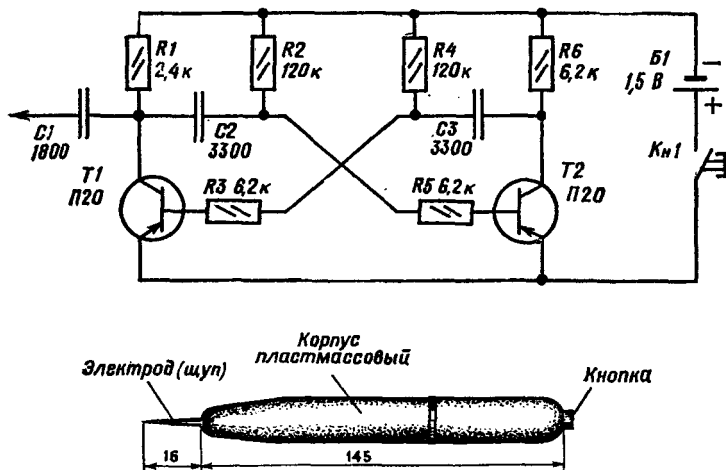 R1
2,4к
R2
120к
R4
120к
R6
6,2к
Б1
1,5 В
−
+
C1
1800
C2
3300
C3
3300
Кн1
T1
П20
R3 6,2к
R5 6,2к
T2
П20
Корпус
пластмассовый
Электрод (щуп)
Кнопка
16
145